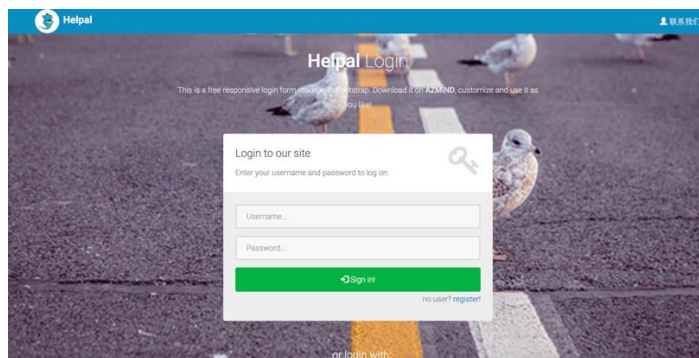 Helpal
联系我们
Helpal Login
This is a free responsive login form made with Bootstrap. Download it on AZMIND, customize and use it as
you like!
Login to our site
Enter your username and password to log on:
Username...
Password...
Sign in!
no user? register!
or login with: